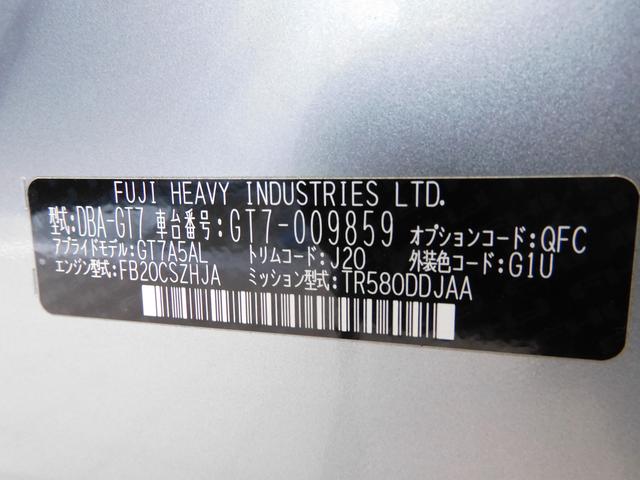 FUJI HEAVY INDUSTRIES LTD.
型式:DBA-GT7 車台番号:GT7-009859 オプションコード:QFC
アプライドモデル:GT7A5AL トリムコード:J20 外装色コード:G1U
エンジン型式:FB20CSZHJA ミッション型式:TR580DDJAA